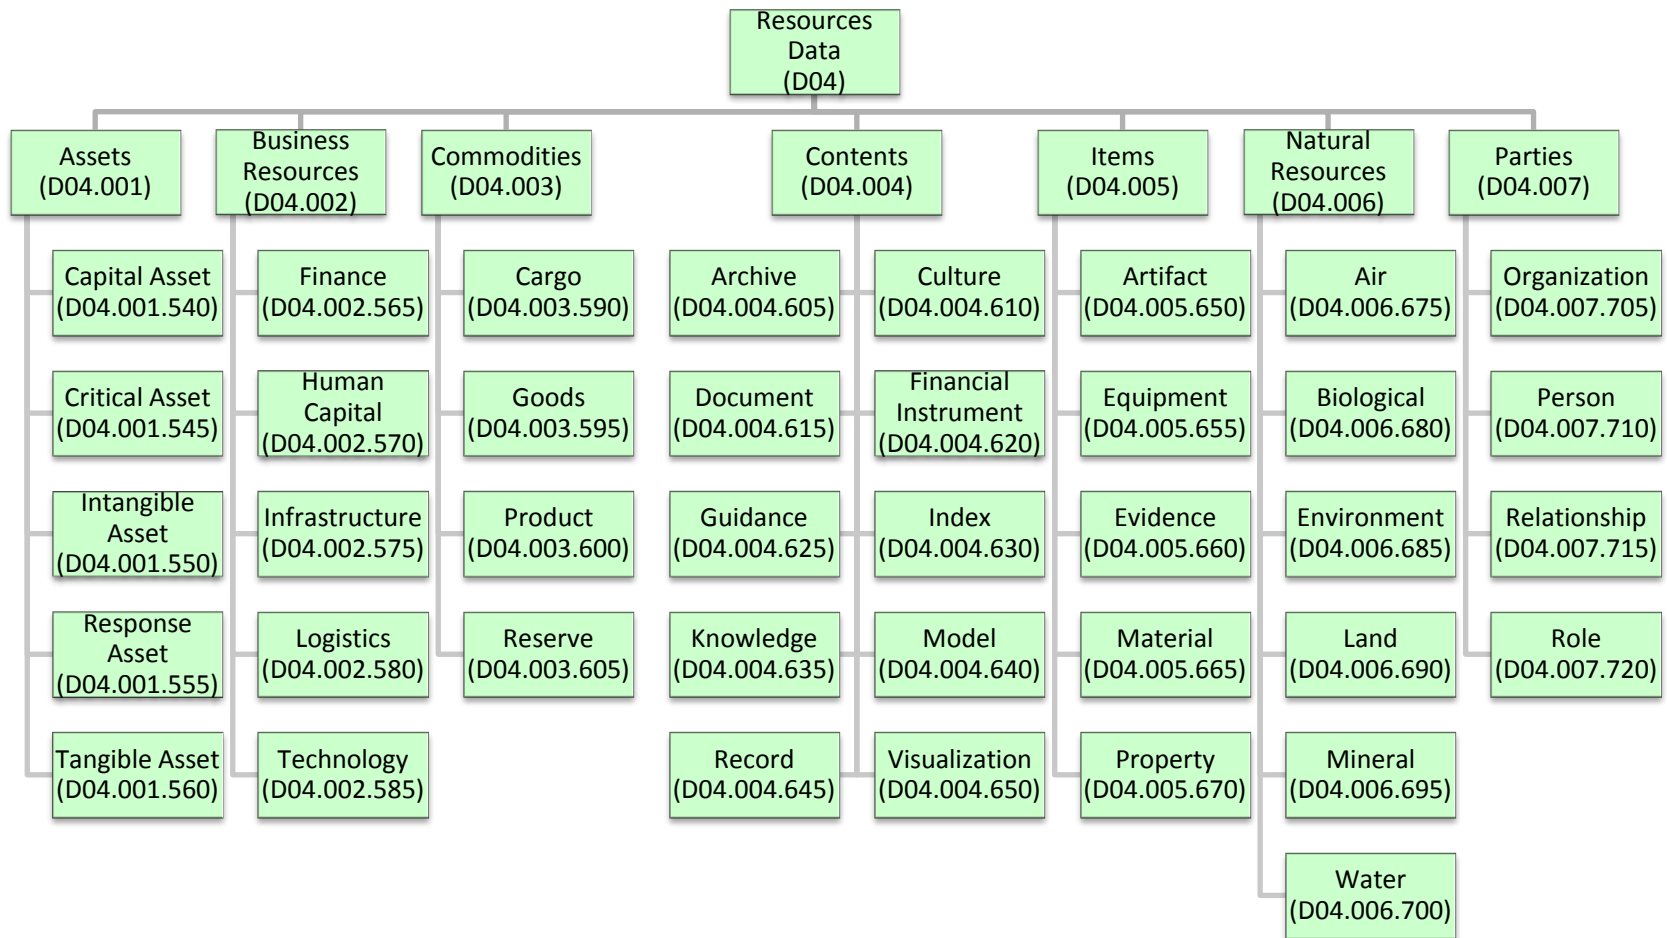 Resources
Data
(D04)
Assets
(D04.001)
Business
Resources
(D04.002)
Commodities
(D04.003)
Contents
(D04.004)
Items
(D04.005)
Natural
Resources
(D04.006)
Parties
(D04.007)
Capital Asset
(D04.001.540)
Finance
(D04.002.565)
Cargo
(D04.003.590)
Archive
(D04.004.605)
Culture
(D04.004.610)
Artifact
(D04.005.650)
Air
(D04.006.675)
Organization
(D04.007.705)
Critical Asset
(D04.001.545)
Human
Capital
(D04.002.570)
Goods
(D04.003.595)
Document
(D04.004.615)
Financial
Instrument
(D04.004.620)
Equipment
(D04.005.655)
Biological
(D04.006.680)
Person
(D04.007.710)
Intangible
Asset
(D04.001.550)
Infrastructure
(D04.002.575)
Product
(D04.003.600)
Guidance
(D04.004.625)
Index
(D04.004.630)
Evidence
(D04.005.660)
Environment
(D04.006.685)
Relationship
(D04.007.715)
Response
Asset
(D04.001.555)
Logistics
(D04.002.580)
Reserve
(D04.003.605)
Knowledge
(D04.004.635)
Model
(D04.004.640)
Material
(D04.005.665)
Land
(D04.006.690)
Role
(D04.007.720)
Tangible Asset
(D04.001.560)
Technology
(D04.002.585)
Record
(D04.004.645)
Visualization
(D04.004.650)
Property
(D04.005.670)
Mineral
(D04.006.695)
Water
(D04.006.700)